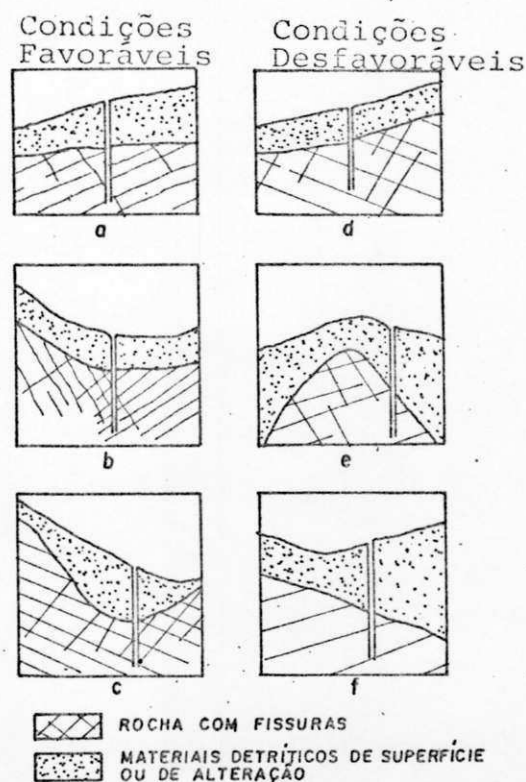 Condições
Favoráveis
Condições
Desfavoráveis
a
d
b
e
c
f
ROCHA COM FISSURAS
MATERIAIS DETRÍTICOS DE SUPERFÍCIE
OU DE ALTERAÇÃO